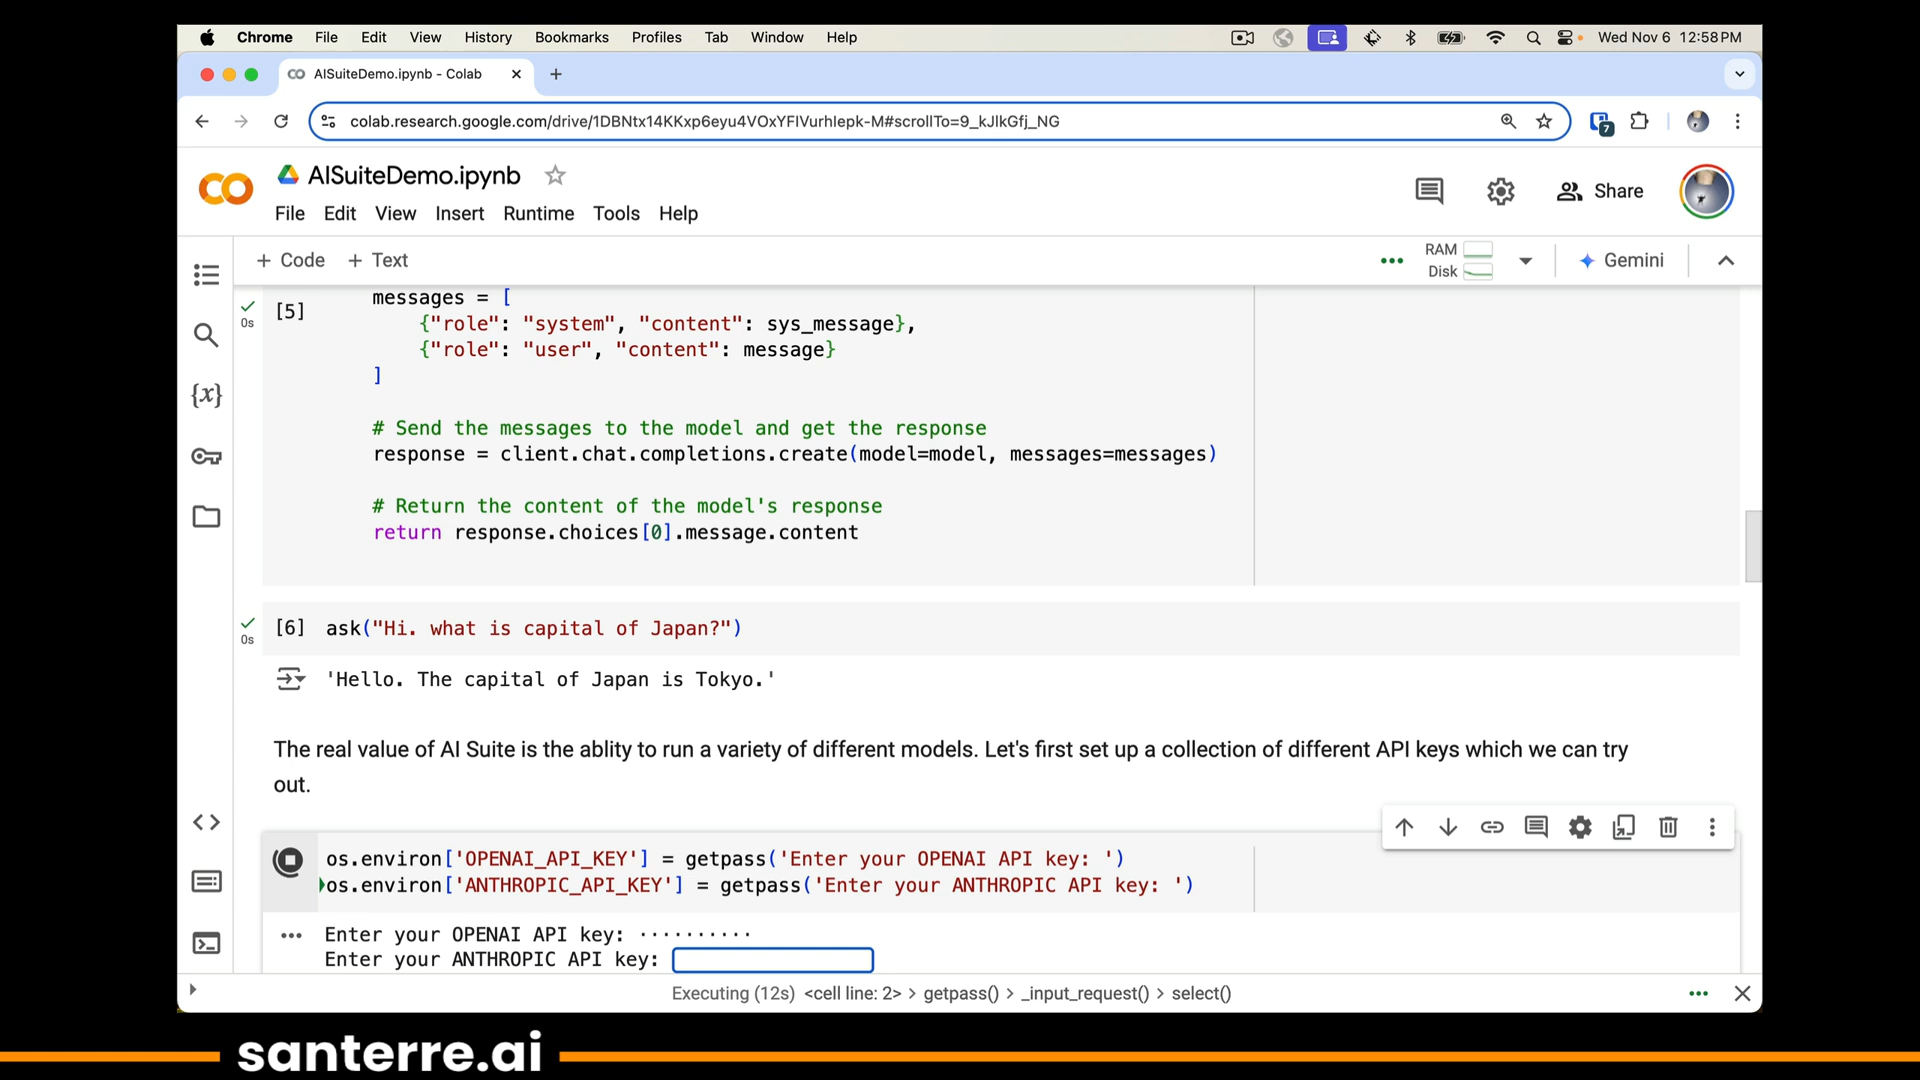 Chrome File Edit View History Bookmarks Profiles Tab Window Help Wed Nov 6 12:58 PM
AISuiteDemo.ipynb - Colab
colab.research.google.com/drive/1DBNtx14KKxp6eyu4VOxYFIVurhIepk-M#scrollTo=9_kJlkGfj_NG 7
AISuiteDemo.ipynb
File Edit View Insert Runtime Tools Help
Share
+ Code + Text
RAM
Disk
Gemini
0s [5] messages = [
{"role": "system", "content": sys_message},
{"role": "user", "content": message}
]
# Send the messages to the model and get the response
response = client.chat.completions.create(model=model, messages=messages)
# Return the content of the model's response
return response.choices[0].message.content
0s [6] ask("Hi. what is capital of Japan?")
'Hello. The capital of Japan is Tokyo.'
The real value of AI Suite is the ablity to run a variety of different models. Let's first set up a collection of different API keys which we can try
out.
os.environ['OPENAI_API_KEY'] = getpass('Enter your OPENAI API key: ')
os.environ['ANTHROPIC_API_KEY'] = getpass('Enter your ANTHROPIC API key: ')
Enter your OPENAI API key: ··········
Enter your ANTHROPIC API key:
Executing (12s) <cell line: 2> > getpass() > _input_request() > select()
santerre.ai